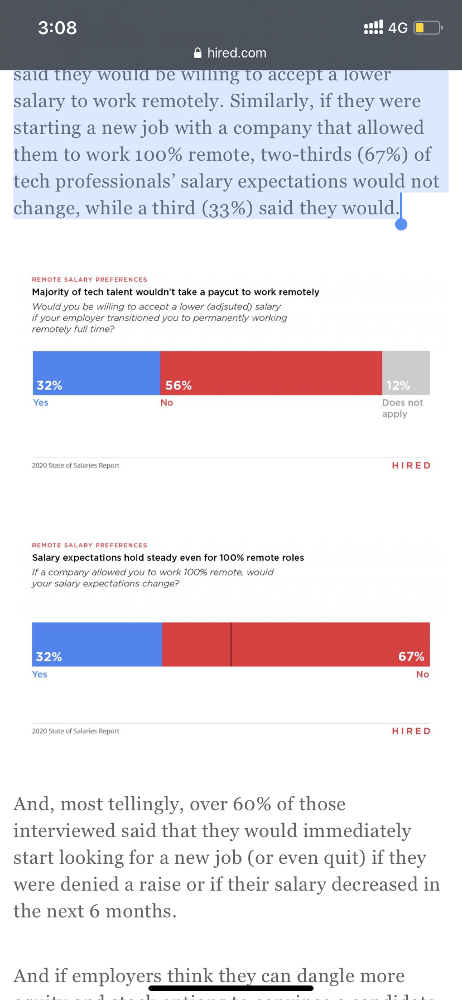 3:08
4G
hired.com
said they would be willing to accept a lower
salary to work remotely. Similarly, if they were
starting a new job with a company that allowed
them to work 100% remote, two-thirds (67%) of
tech professionals’ salary expectations would not
change, while a third (33%) said they would.
REMOTE SALARY PREFERENCES
Majority of tech talent wouldn’t take a paycut to work remotely
Would you be willing to accept a lower (adjsuted) salary
if your employer transitioned you to permanently working
remotely full time?
32% 56% 12%
Yes No Does not
apply
2020 State of Salaries Report HIRED
REMOTE SALARY PREFERENCES
Salary expectations hold steady even for 100% remote roles
If a company allowed you to work 100% remote, would
your salary expectations change?
32% 67%
Yes No
2020 State of Salaries Report HIRED
And, most tellingly, over 60% of those
interviewed said that they would immediately
start looking for a new job (or even quit) if they
were denied a raise or if their salary decreased in
the next 6 months.
And if employers think they can dangle more